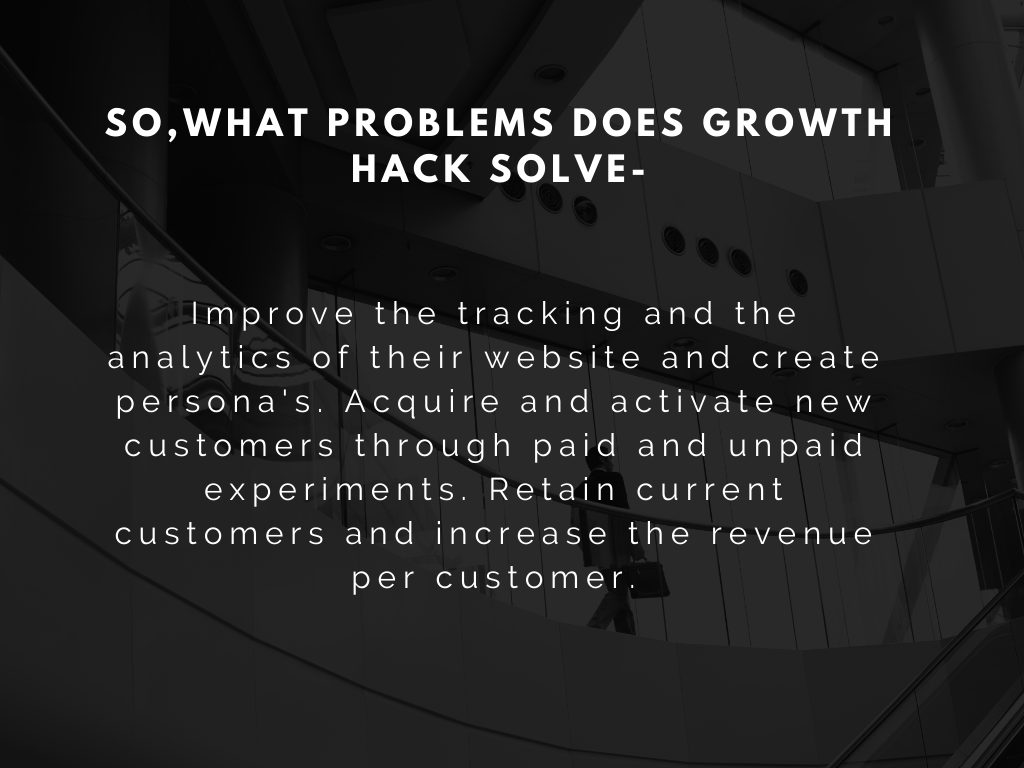 SO,WHAT PROBLEMS DOES GROWTH
HACK SOLVE-
Improve the tracking and the
analytics of their website and create
persona's. Acquire and activate new
customers through paid and unpaid
experiments. Retain current
customers and increase the revenue
per customer.